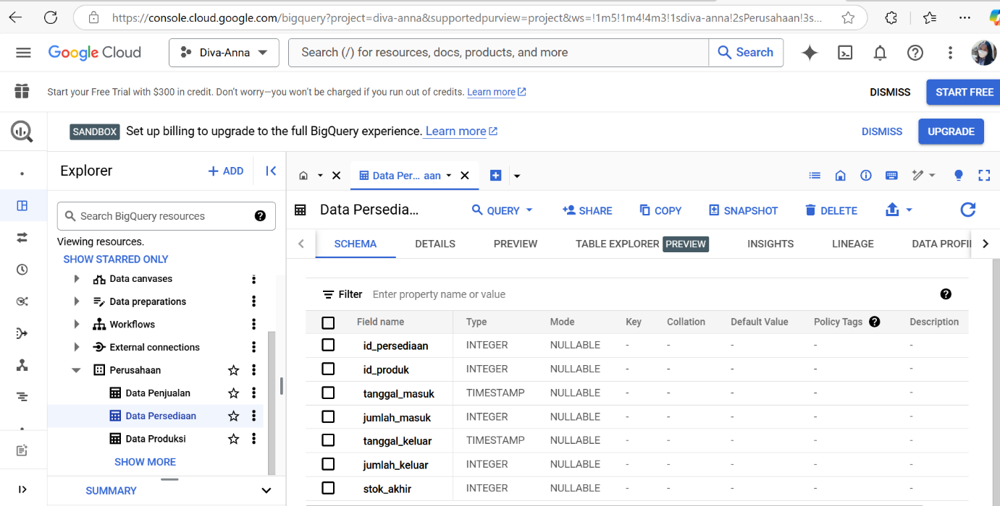 https://console.cloud.google.com/bigquery?project=diva-anna&supportedpurview=project&ws=!1m5!1m4!4m3!1sdiva-anna!2sPerusahaan!3s...
Google Cloud
Diva-Anna
Search (/) for resources, docs, products, and more
Search
Start your Free Trial with $300 in credit. Don't worry—you won't be charged if you run out of credits. Learn more
DISMISS
START FREE
SANDBOX Set up billing to upgrade to the full BigQuery experience. Learn more
DISMISS
UPGRADE
Explorer
+ ADD
Search BigQuery resources
Viewing resources.
SHOW STARRED ONLY
Data canvases
Data preparations
Workflows
External connections
Perusahaan
Data Penjualan
Data Persediaan
Data Produksi
SHOW MORE
SUMMARY
Data Per... aan
Data Persedia...
QUERY
SHARE
COPY
SNAPSHOT
DELETE
SCHEMA DETAILS PREVIEW TABLE EXPLORER PREVIEW INSIGHTS LINEAGE DATA PROFI
Filter Enter property name or value
Field name Type Mode Key Collation Default Value Policy Tags Description
id_persediaan INTEGER NULLABLE - - - - -
id_produk INTEGER NULLABLE - - - - -
tanggal_masuk TIMESTAMP NULLABLE - - - - -
jumlah_masuk INTEGER NULLABLE - - - - -
tanggal_keluar TIMESTAMP NULLABLE - - - - -
jumlah_keluar INTEGER NULLABLE - - - - -
stok_akhir INTEGER NULLABLE - - - - -